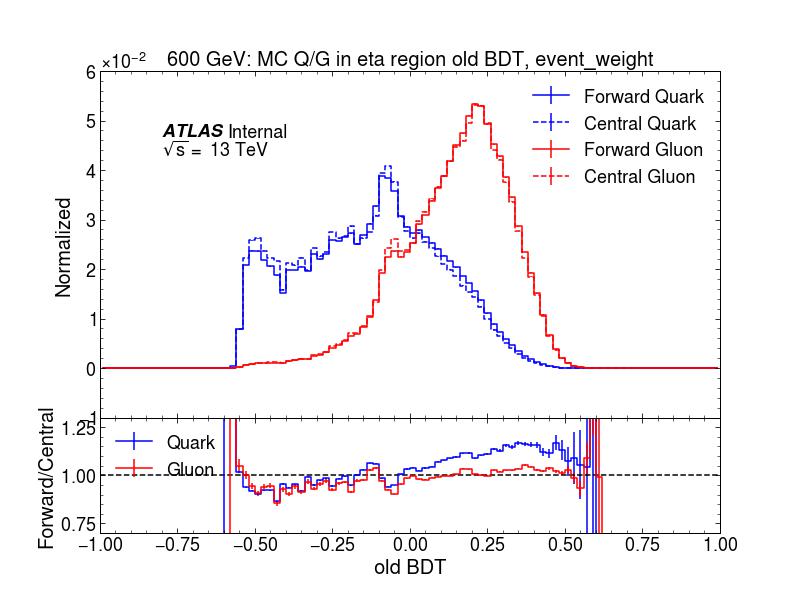 ×10⁻²
600 GeV: MC Q/G in eta region old BDT, event_weight
6
5
4
3
2
1
0
−1
Normalized
ATLAS Internal
√s = 13 TeV
Forward Quark
Central Quark
Forward Gluon
Central Gluon
1.25
1.00
0.75
Forward/Central
Quark
Gluon
−1.00 −0.75 −0.50 −0.25 0.00 0.25 0.50 0.75 1.00
old BDT